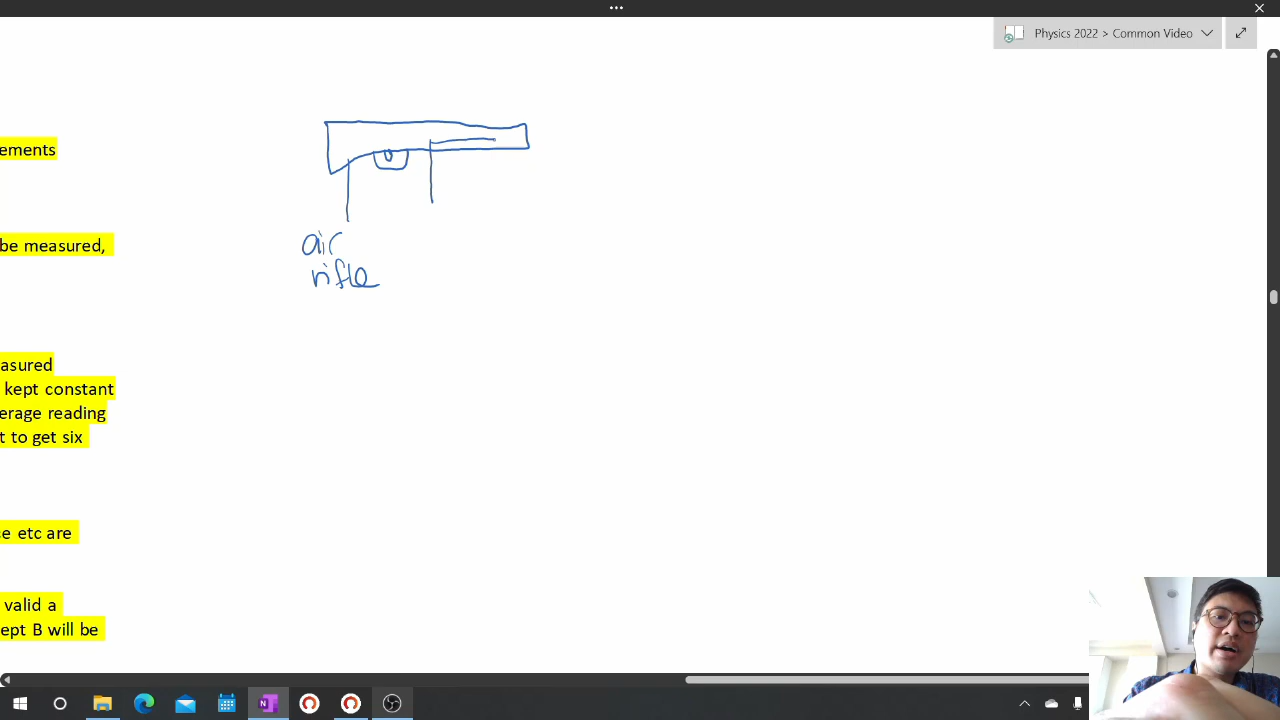 Physics 2022 > Common Video
ements
be measured,
asured
kept constant
erage reading
t to get six
e etc are
valid a
ept B will be
air
rifle